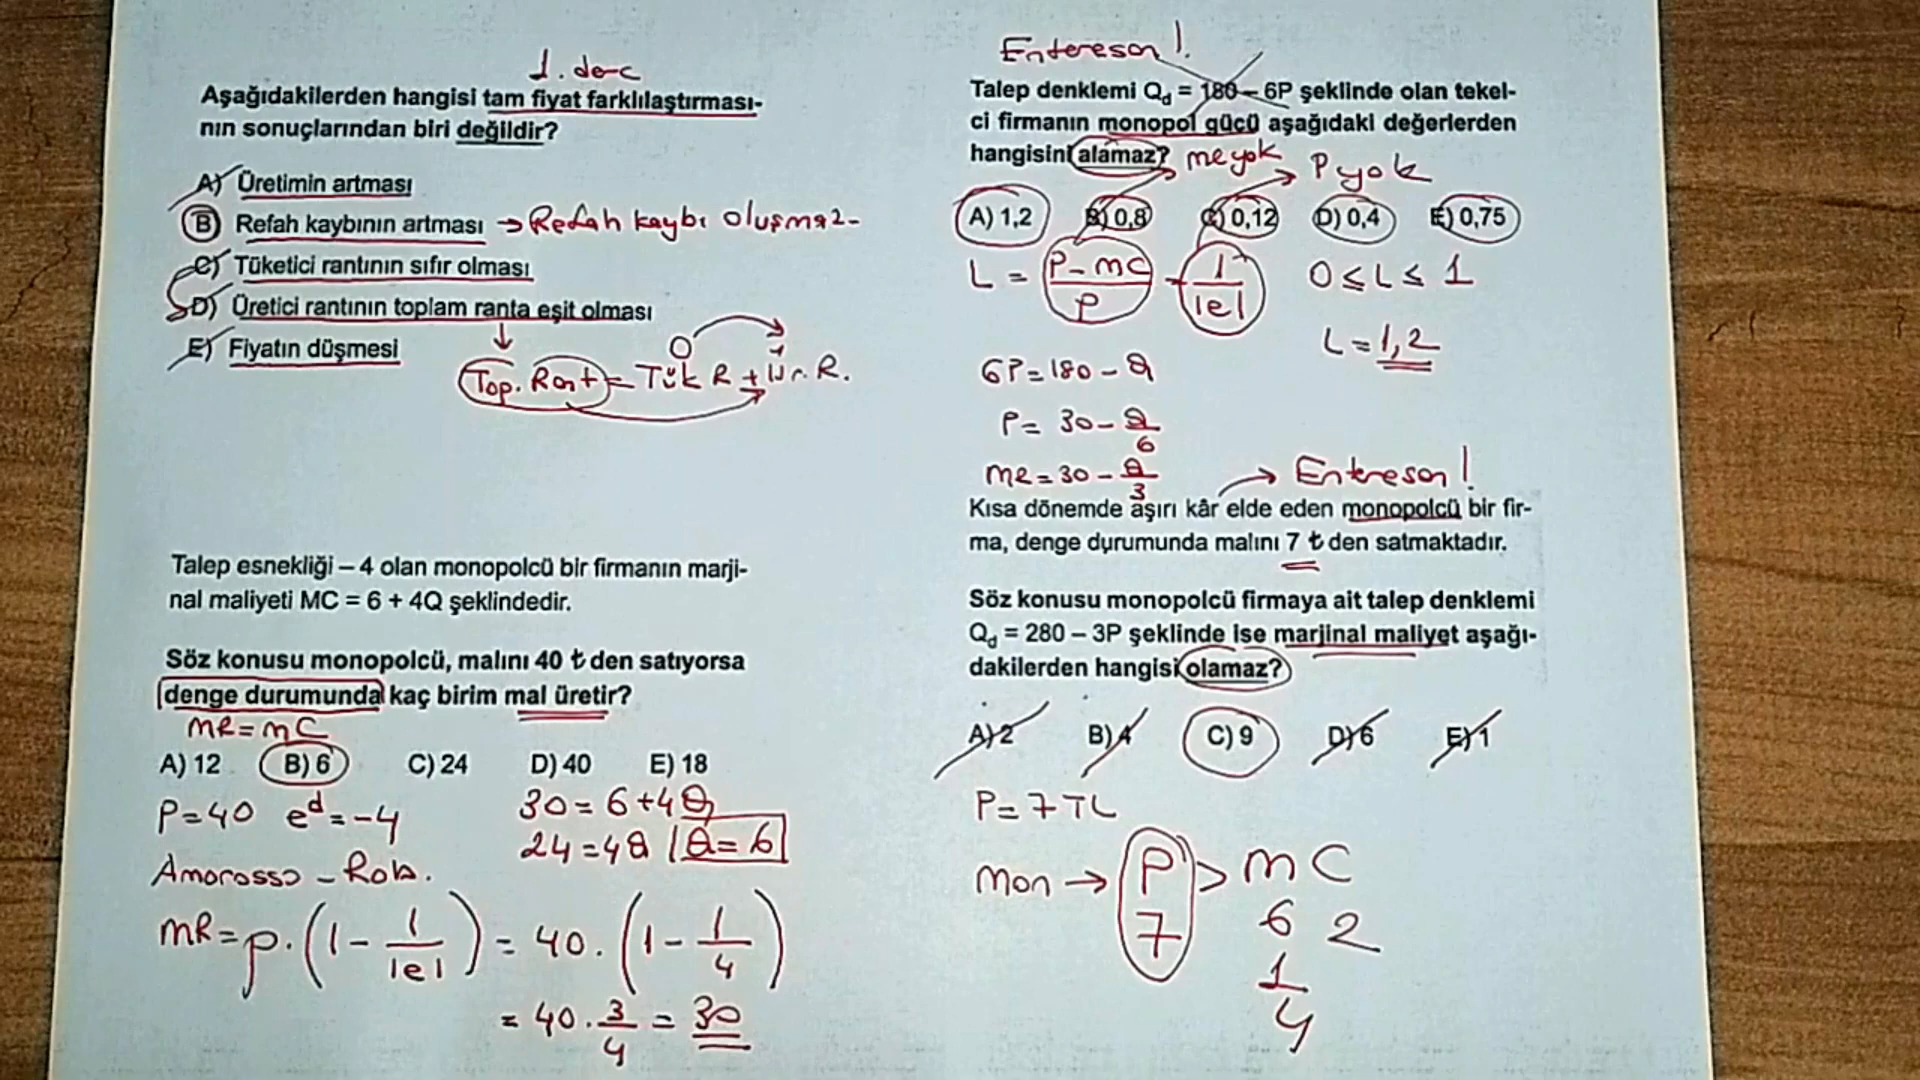 1. derc
Aşağıdakilerden hangisi tam fiyat farklılaştırması-
nın sonuçlarından biri değildir?
A) Üretimin artması
B) Refah kaybının artması → Refah kaybı oluşmaz
C) Tüketici rantının sıfır olması
D) Üretici rantının toplam ranta eşit olması
E) Fiyatın düşmesi
0
Top. Rant = Tük R + Ür. R.
Talep esnekliği – 4 olan monopolcü bir firmanın marji-
nal maliyeti MC = 6 + 4Q şeklindedir.
Söz konusu monopolcü, malını 40 ₺ den satıyorsa
denge durumunda kaç birim mal üretir?
MR = MC
A) 12 B) 6 C) 24 D) 40 E) 18
P=40 e^d = -4
30 = 6+4Q
24 = 4Q Q = 6
Amorosso - Rob.
MR = P. (1 - 1/|e|) = 40. (1 - 1/4)
= 40 . 3/4 = 30
Enteresan!
Talep denklemi Qd = 180 – 6P şeklinde olan tekel-
ci firmanın monopol gücü aşağıdaki değerlerden
hangisini alamaz? MC yok P yok
A) 1,2 B) 0,8 C) 0,12 D) 0,4 E) 0,75
L = P - MC / P = 1/|e| 0 ≤ L ≤ 1
L = 1,2
6P = 180 - Q
P = 30 - Q/6
MR = 30 - Q/3 → Enteresan!
Kısa dönemde aşırı kâr elde eden monopolcü bir fir-
ma, denge durumunda malını 7 ₺ den satmaktadır.
Söz konusu monopolcü firmaya ait talep denklemi
Qd = 280 – 3P şeklinde ise marjinal maliyet aşağı-
dakilerden hangisi olamaz?
A) 2 B) 4 C) 9 D) 6 E) 1
P = 7 TL
Mon → P > MC
7 6 2
1
4